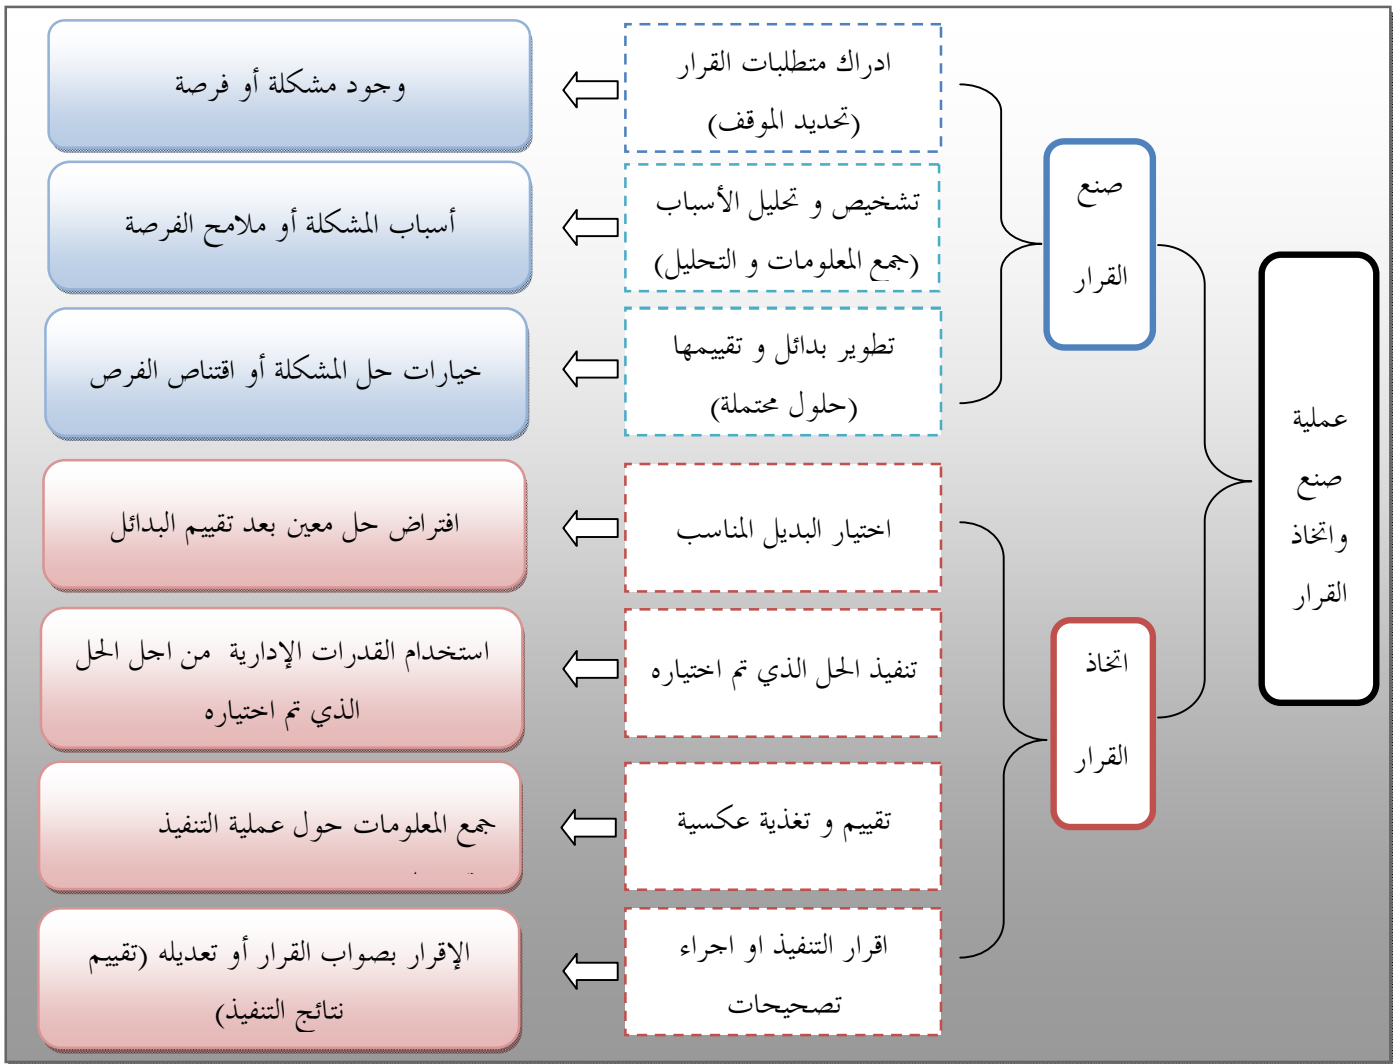 عملية
صنع
واتخاذ
القرار
صنع
القرار
ادراك متطلبات القرار
(تحديد الموقف)
وجود مشكلة أو فرصة
تشخيص و تحليل الأسباب
(جمع المعلومات و التحليل)
أسباب المشكلة أو ملامح الفرصة
تطوير بدائل و تقييمها
(حلول محتملة)
خيارات حل المشكلة أو اقتناص الفرص
اتخاذ
القرار
اختيار البديل المناسب
افتراض حل معين بعد تقييم البدائل
تنفيذ الحل الذي تم اختياره
استخدام القدرات الإدارية من اجل الحل
الذي تم اختياره
تقييم و تغذية عكسية
جمع المعلومات حول عملية التنفيذ
اقرار التنفيذ او اجراء
تصحيحات
الإقرار بصواب القرار أو تعديله (تقييم
نتائج التنفيذ)